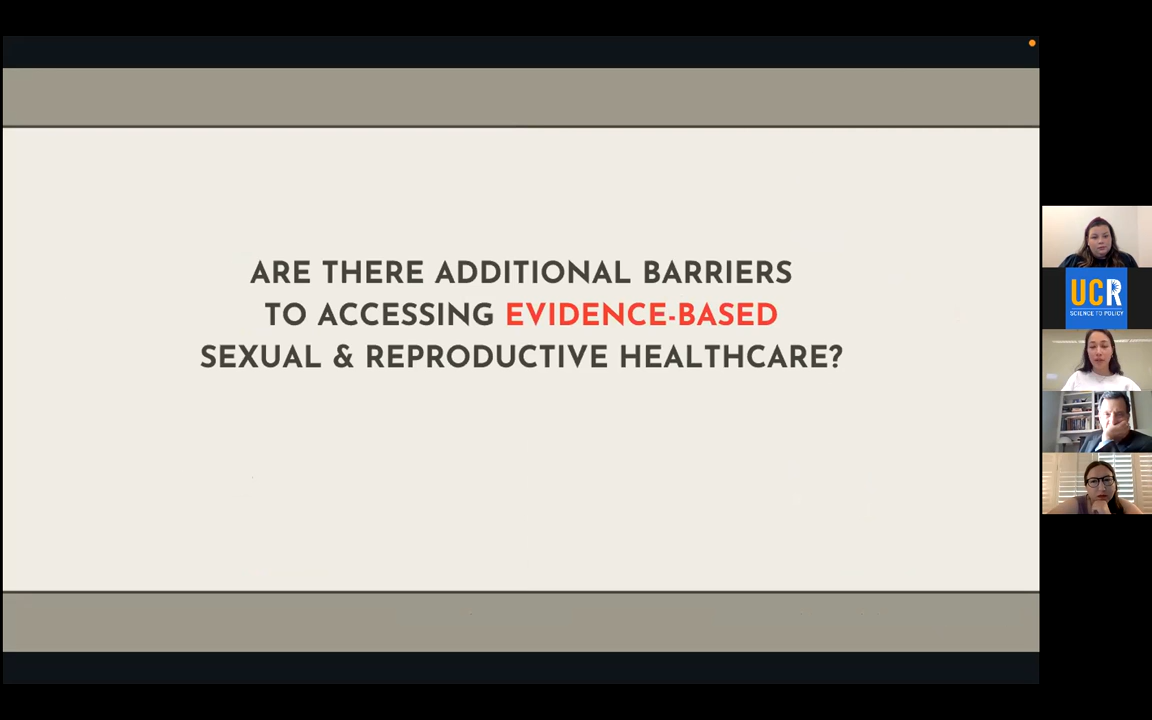 ARE THERE ADDITIONAL BARRIERS
TO ACCESSING EVIDENCE-BASED
SEXUAL & REPRODUCTIVE HEALTHCARE?
UCR
SCIENCE TO POLICY